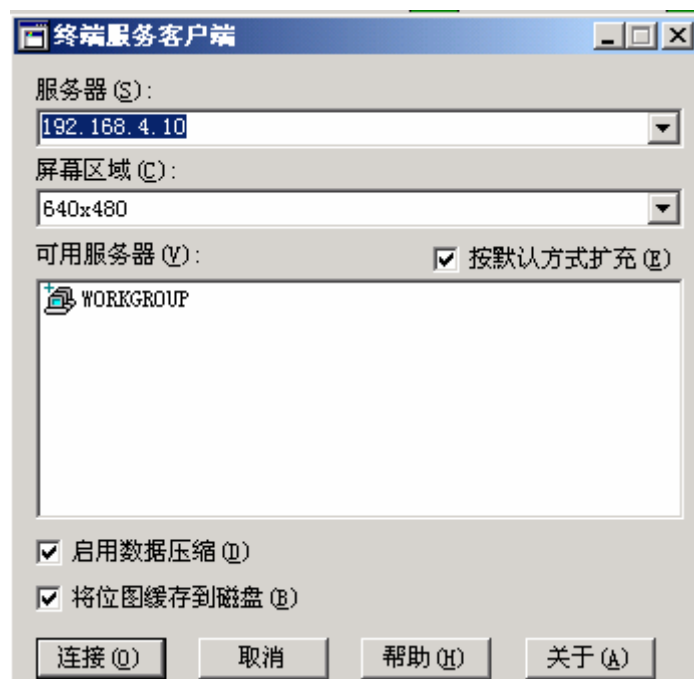 终端服务客户端
服务器(S):
192.168.4.10
屏幕区域(C):
640x480
可用服务器(V): 按默认方式扩充(E)
WORKGROUP
启用数据压缩(D)
将位图缓存到磁盘(B)
连接(O) 取消 帮助(H) 关于(A)